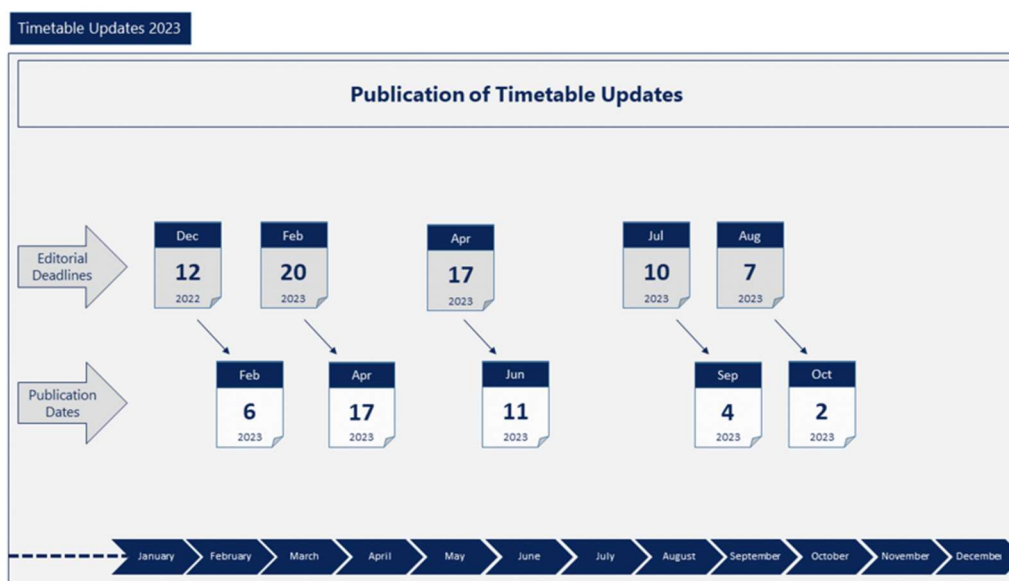 Timetable Updates 2023
Publication of Timetable Updates
Editorial
Deadlines
Dec
12
2022
Feb
20
2023
Apr
17
2023
Jul
10
2023
Aug
7
2023
Publication
Dates
Feb
6
2023
Apr
17
2023
Jun
11
2023
Sep
4
2023
Oct
2
2023
January February March April May June July August September October November December